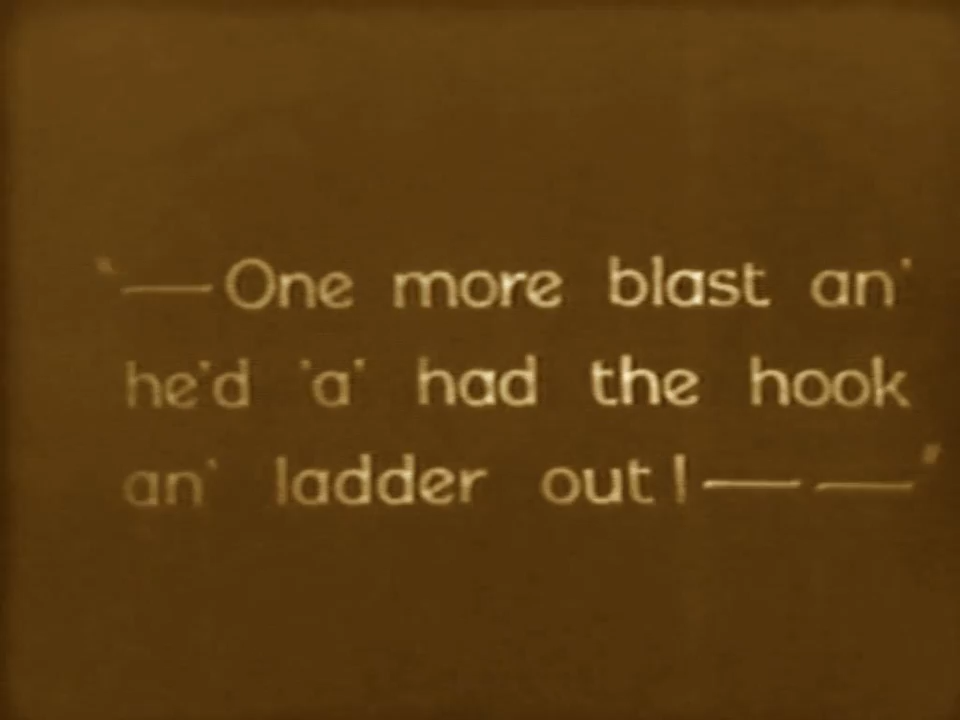 "—One more blast an'
he'd 'a' had the hook
an' ladder out!— —"